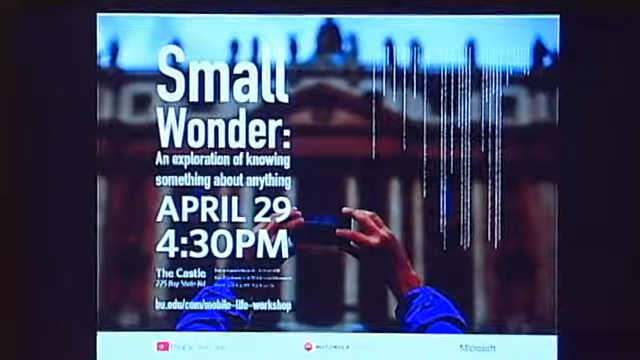 Small
Wonder:
An exploration of knowing
something about anything
APRIL 29
4:30PM
The Castle
225 Bay State Rd
bu.edu/com/mobile-life-workshop
MOTOROLA
Microsoft